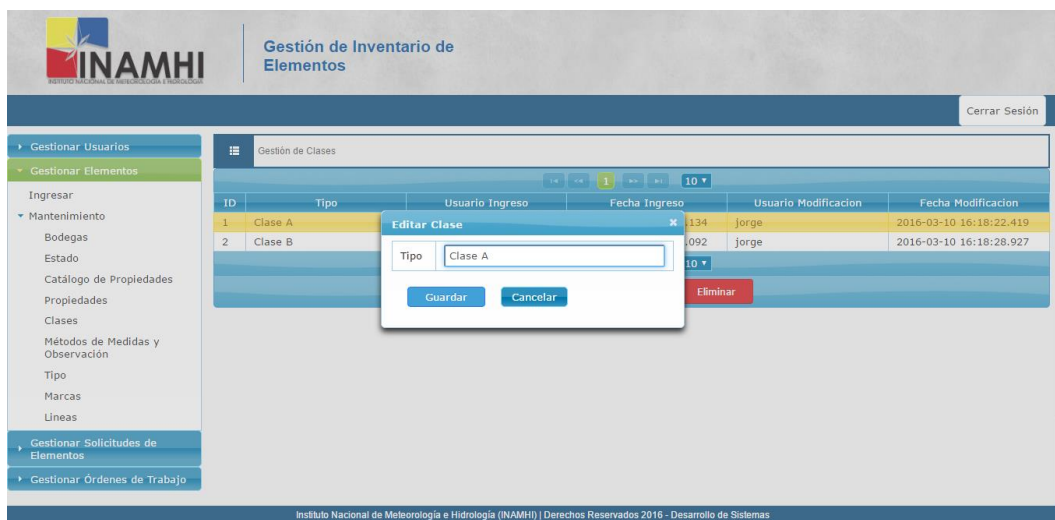 INAMHI
INSTITUTO NACIONAL DE METEOROLOGÍA E HIDROLOGÍA
Gestión de Inventario de
Elementos
Cerrar Sesión
Gestionar Usuarios
Gestionar Elementos
Ingresar
Mantenimiento
Bodegas
Estado
Catálogo de Propiedades
Propiedades
Clases
Métodos de Medidas y
Observación
Tipo
Marcas
Lineas
Gestionar Solicitudes de
Elementos
Gestionar Órdenes de Trabajo
Gestión de Clases
1 10
ID Tipo Usuario Ingreso Fecha Ingreso Usuario Modificacion Fecha Modificacion
1 Clase A .134 jorge 2016-03-10 16:18:22.419
2 Clase B .092 jorge 2016-03-10 16:18:28.927
10
Eliminar
Editar Clase
Tipo Clase A
Guardar Cancelar
Instituto Nacional de Meteorología e Hidrología (INAMHI) | Derechos Reservados 2016 - Desarrollo de Sistemas